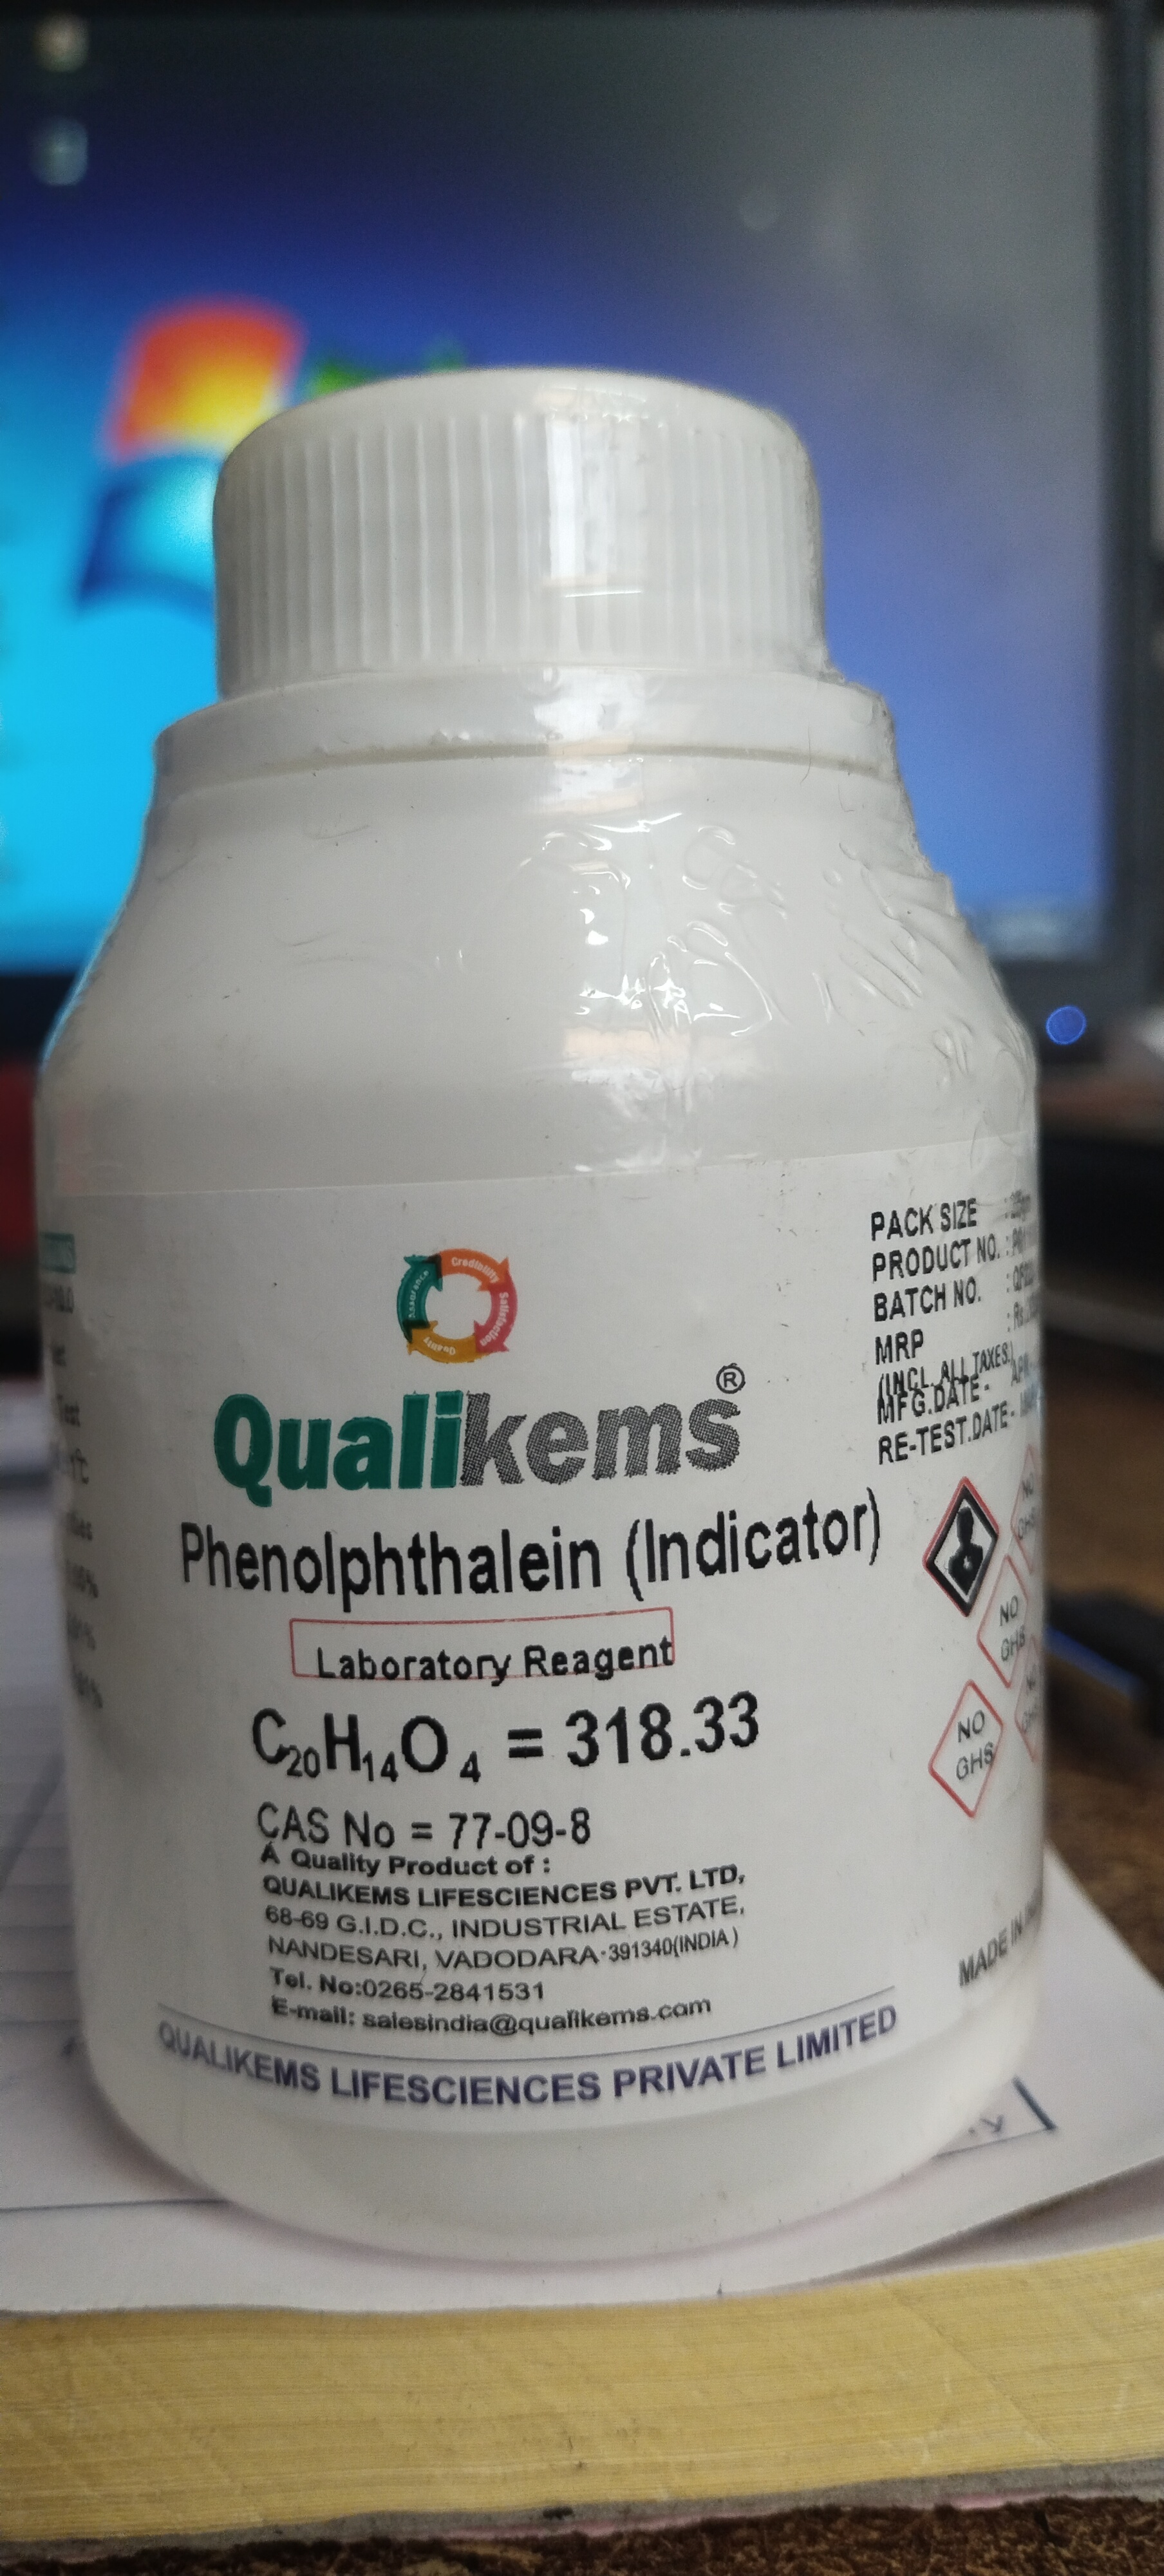 Credibility
Satisfaction
Quality
Qualikems®
Phenolphthalein (Indicator)
Laboratory Reagent
C₂₀H₁₄O₄ = 318.33
CAS No = 77-09-8
A Quality Product of :
QUALIKEMS LIFESCIENCES PVT. LTD,
68-69 G.I.D.C., INDUSTRIAL ESTATE,
NANDESARI, VADODARA-391340(INDIA)
Tel. No:0265-2841531
E-mail: salesindia@qualikems.com
QUALIKEMS LIFESCIENCES PRIVATE LIMITED
PACK SIZE :
PRODUCT NO. :
BATCH NO. :
MRP :
(INCL. ALL TAXES)
MFG.DATE -
RE-TEST.DATE-
NO
GHS
NO
GHS
MADE IN